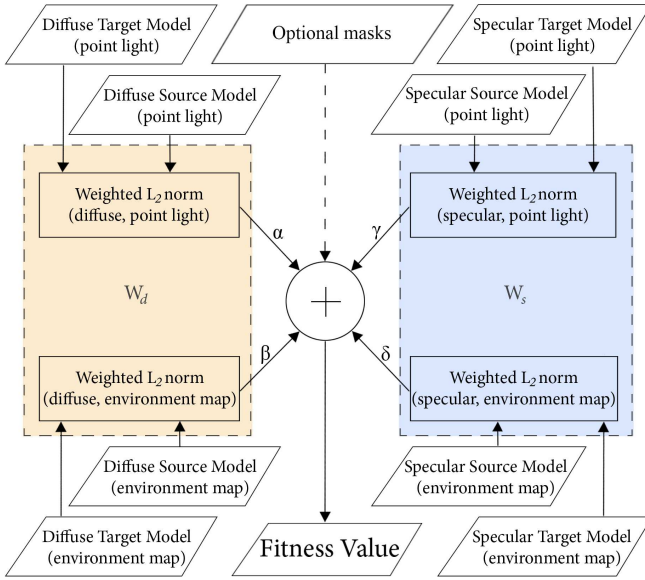 Diffuse Target Model
(point light)
Optional masks
Specular Target Model
(point light)
Diffuse Source Model
(point light)
Specular Source Model
(point light)
Weighted L2 norm
(diffuse, point light)
Weighted L2 norm
(specular, point light)
α
γ
Wd
Ws
+
β
δ
Weighted L2 norm
(diffuse, environment map)
Weighted L2 norm
(specular, environment map)
Diffuse Source Model
(environment map)
Specular Source Model
(environment map)
Diffuse Target Model
(environment map)
Fitness Value
Specular Target Model
(environment map)